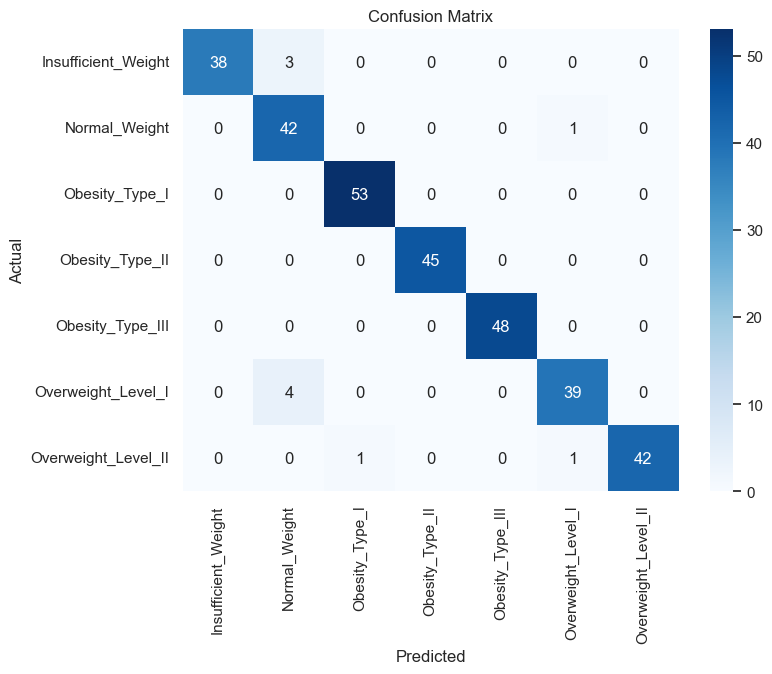 Confusion Matrix
Actual
Insufficient_Weight 38 3 0 0 0 0 0
Normal_Weight 0 42 0 0 0 1 0
Obesity_Type_I 0 0 53 0 0 0 0
Obesity_Type_II 0 0 0 45 0 0 0
Obesity_Type_III 0 0 0 0 48 0 0
Overweight_Level_I 0 4 0 0 0 39 0
Overweight_Level_II 0 0 1 0 0 1 42
Insufficient_Weight
Normal_Weight
Obesity_Type_I
Obesity_Type_II
Obesity_Type_III
Overweight_Level_I
Overweight_Level_II
Predicted
50
40
30
20
10
0